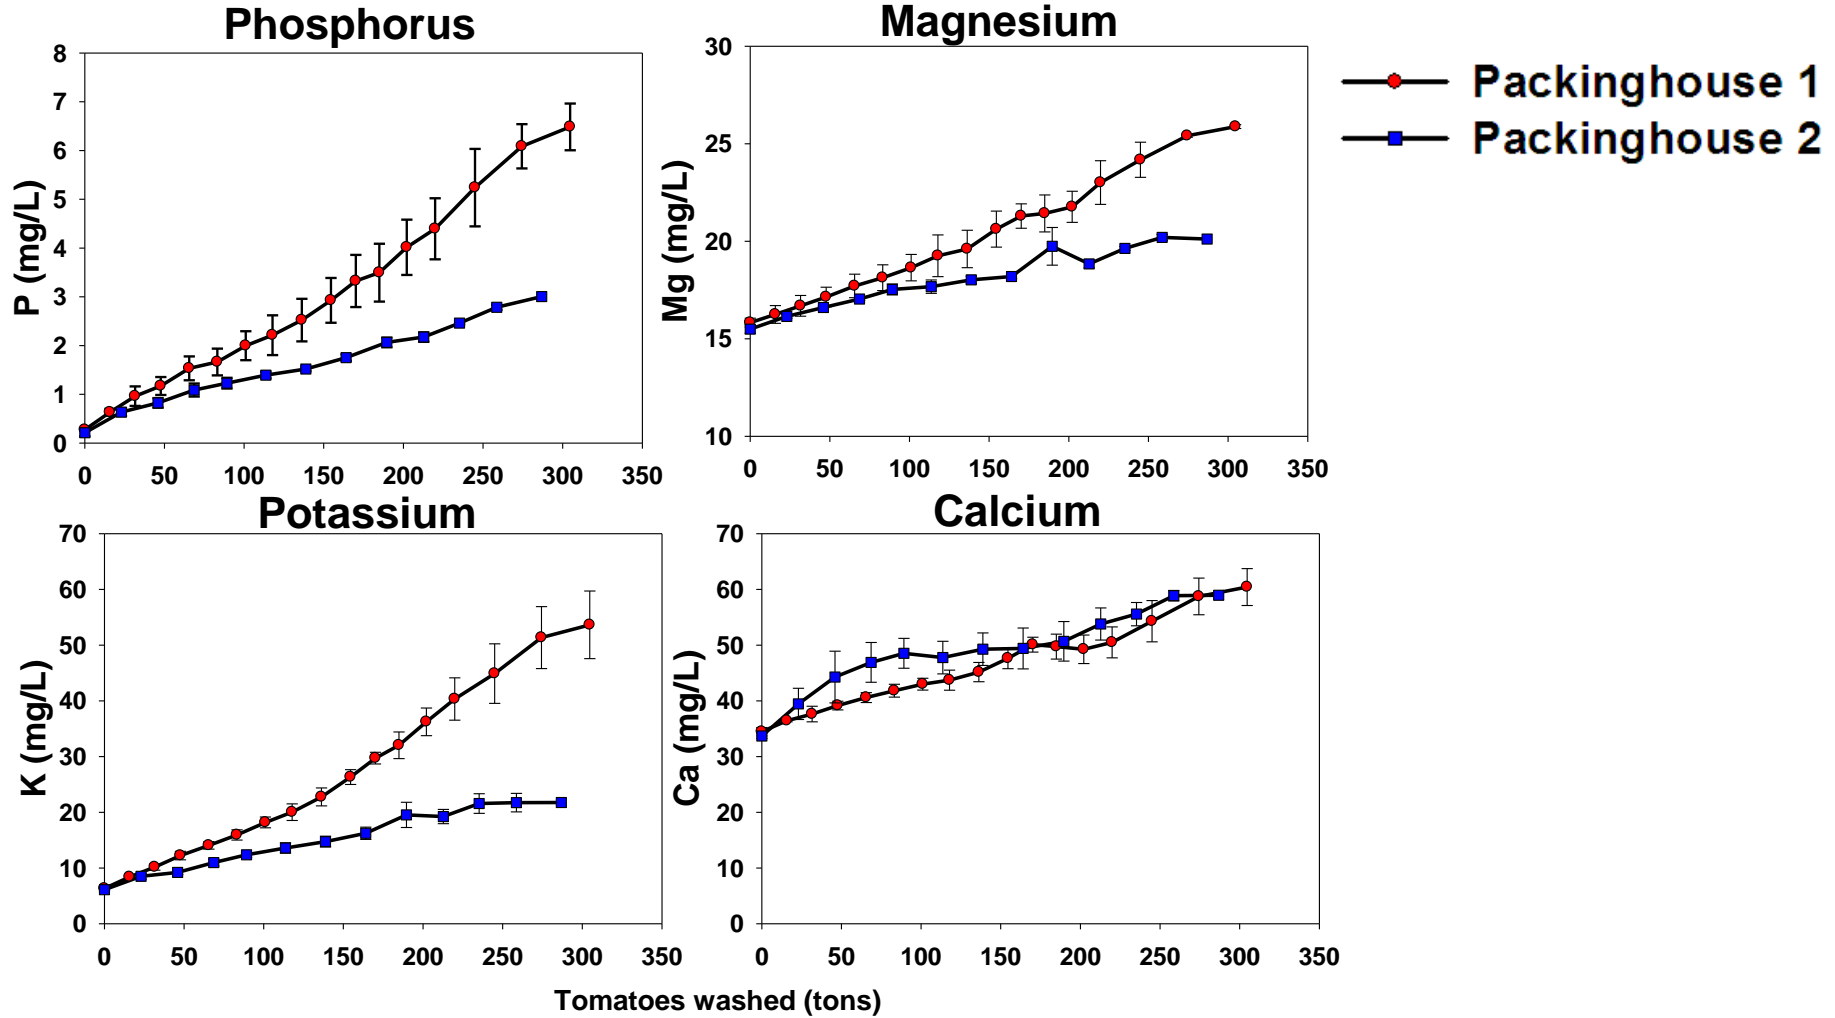 Phosphorus
8
7
6
5
4
3
2
1
0
P (mg/L)
0 50 100 150 200 250 300 350
Magnesium
30
25
20
15
10
Mg (mg/L)
0 50 100 150 200 250 300 350
Packinghouse 1
Packinghouse 2
Potassium
70
60
50
40
30
20
10
0
K (mg/L)
0 50 100 150 200 250 300 350
Calcium
70
60
50
40
30
20
10
0
Ca (mg/L)
0 50 100 150 200 250 300 350
Tomatoes washed (tons)